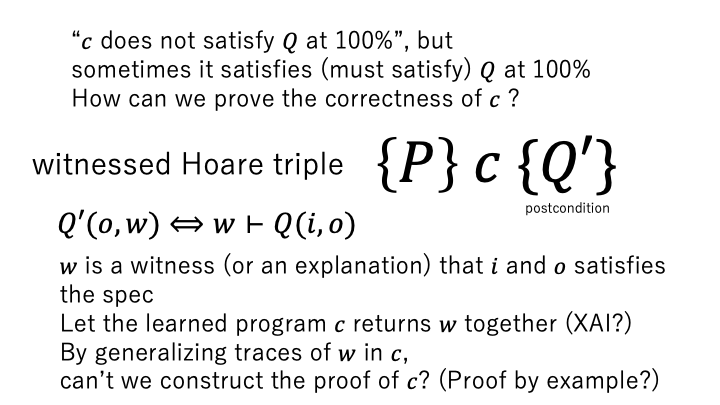 “c does not satisfy Q at 100%”, but
sometimes it satisfies (must satisfy) Q at 100%
How can we prove the correctness of c ?
witnessed Hoare triple {P} c {Q′}
postcondition
Q′(o, w) ⟺ w ⊢ Q(i, o)
w is a witness (or an explanation) that i and o satisfies
the spec
Let the learned program c returns w together (XAI?)
By generalizing traces of w in c,
can’t we construct the proof of c? (Proof by example?)